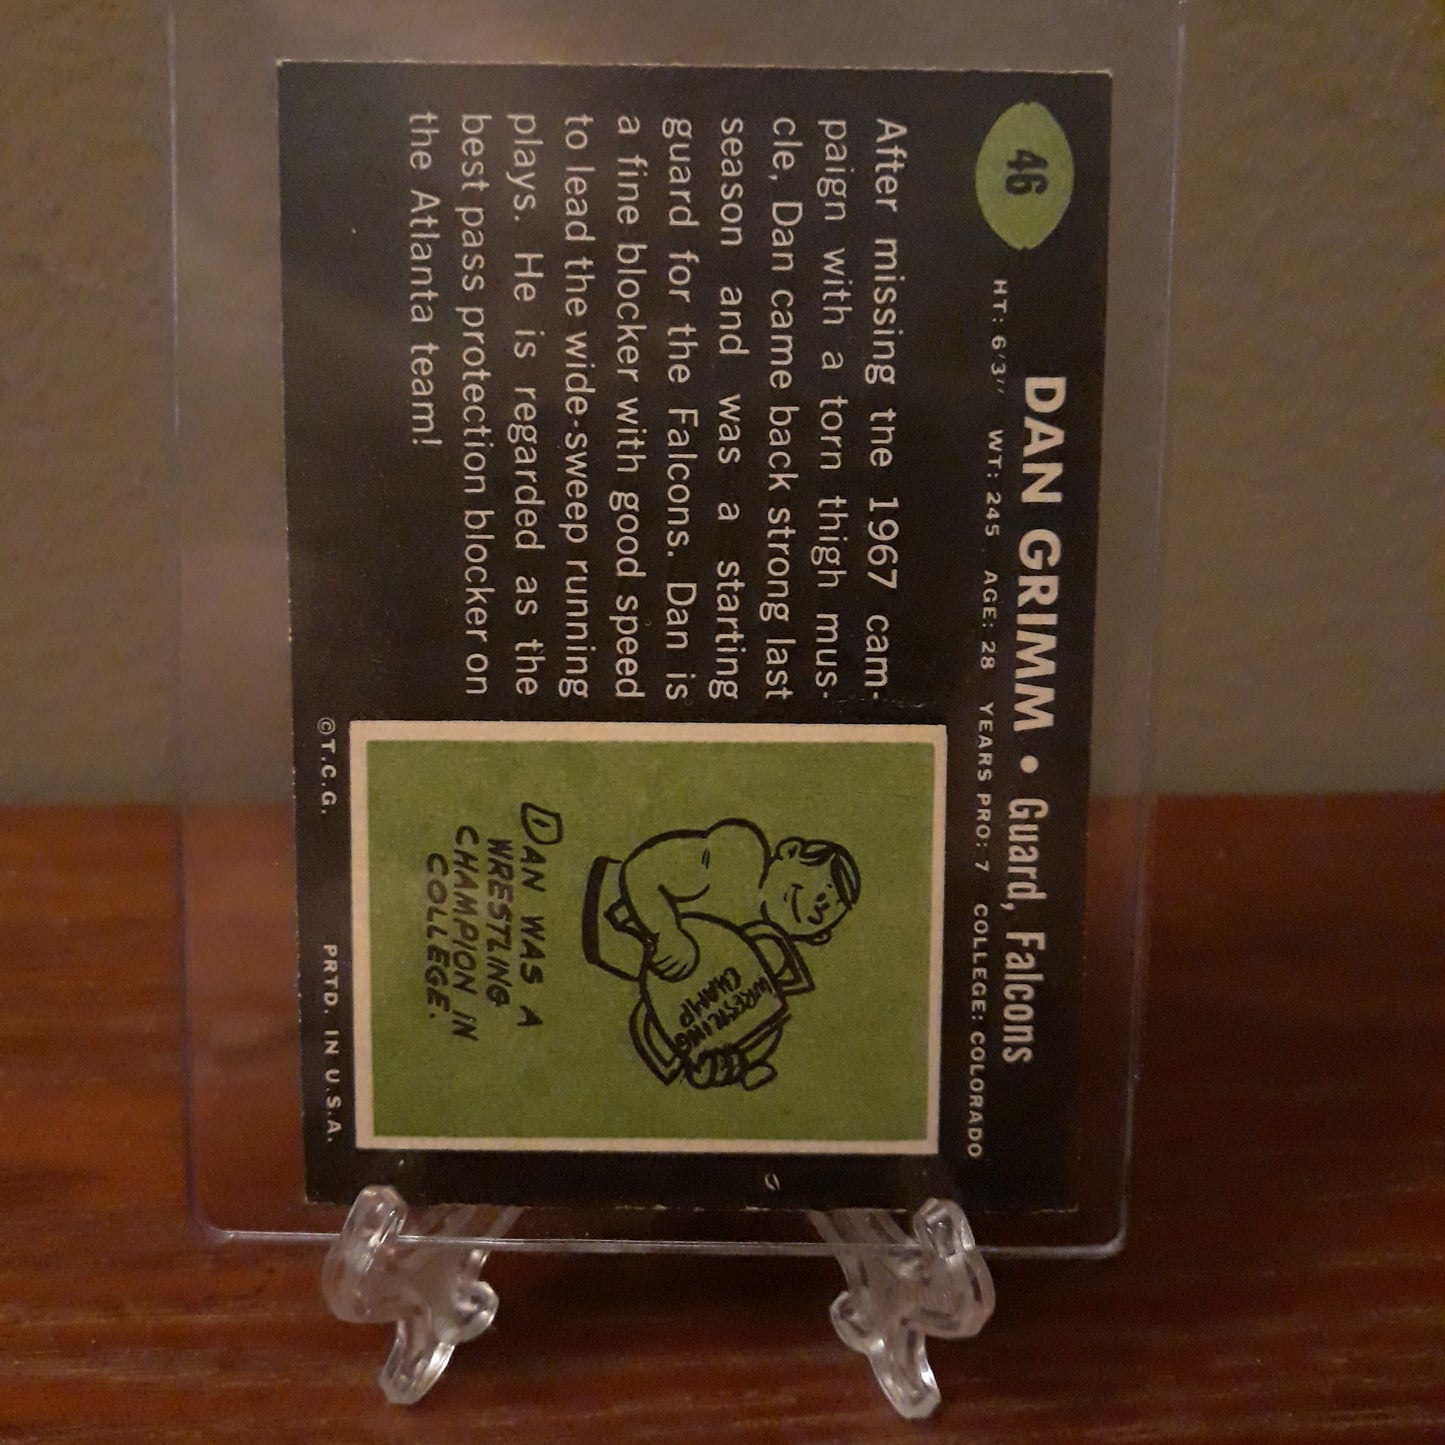 46
DAN GRIMM • Guard, Falcons
HT: 6'3" WT: 245 AGE: 28 YEARS PRO: 7 COLLEGE: COLORADO
After missing the 1967 cam-
paign with a torn thigh mus-
cle, Dan came back strong last
season and was a starting
guard for the Falcons. Dan is
a fine blocker with good speed
to lead the wide-sweep running
plays. He is regarded as the
best pass protection blocker on
the Atlanta team!
WRESTLING
CHAMP
DAN WAS A
WRESTLING
CHAMPION IN
COLLEGE.
©T.C.G. PRTD. IN U.S.A.